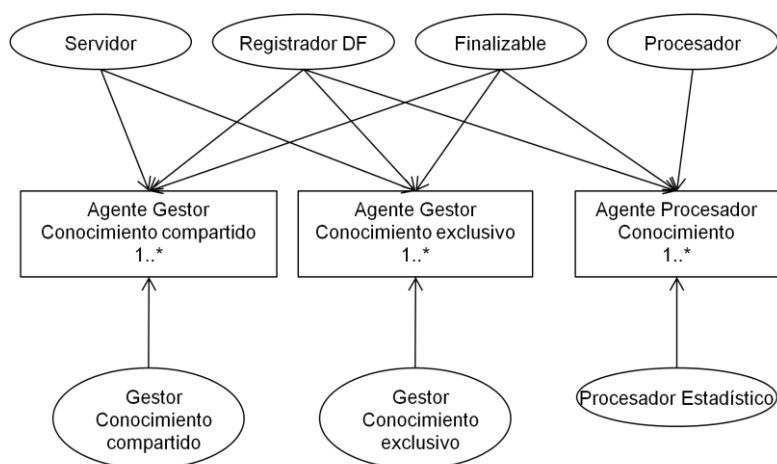 Servidor
Registrador DF
Finalizable
Procesador
Agente Gestor
Conocimiento compartido
1..*
Agente Gestor
Conocimiento exclusivo
1..*
Agente Procesador
Conocimiento
1..*
Gestor
Conocimiento
compartido
Gestor
Conocimiento
exclusivo
Procesador Estadístico